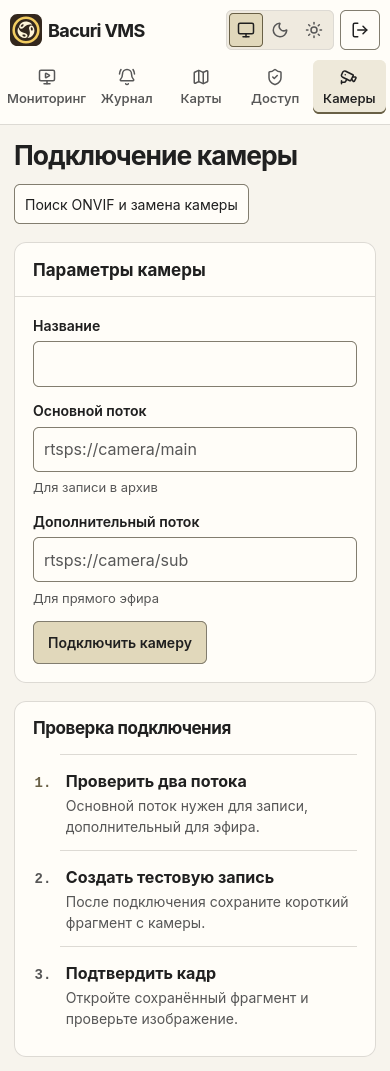 Bacuri VMS
Мониторинг Журнал Карты Доступ Камеры
Подключение камеры
Поиск ONVIF и замена камеры
Параметры камеры
Название
Основной поток
rtsps://camera/main
Для записи в архив
Дополнительный поток
rtsps://camera/sub
Для прямого эфира
Подключить камеру
Проверка подключения
1. Проверить два потока
Основной поток нужен для записи,
дополнительный для эфира.
2. Создать тестовую запись
После подключения сохраните короткий
фрагмент с камеры.
3. Подтвердить кадр
Откройте сохранённый фрагмент и
проверьте изображение.